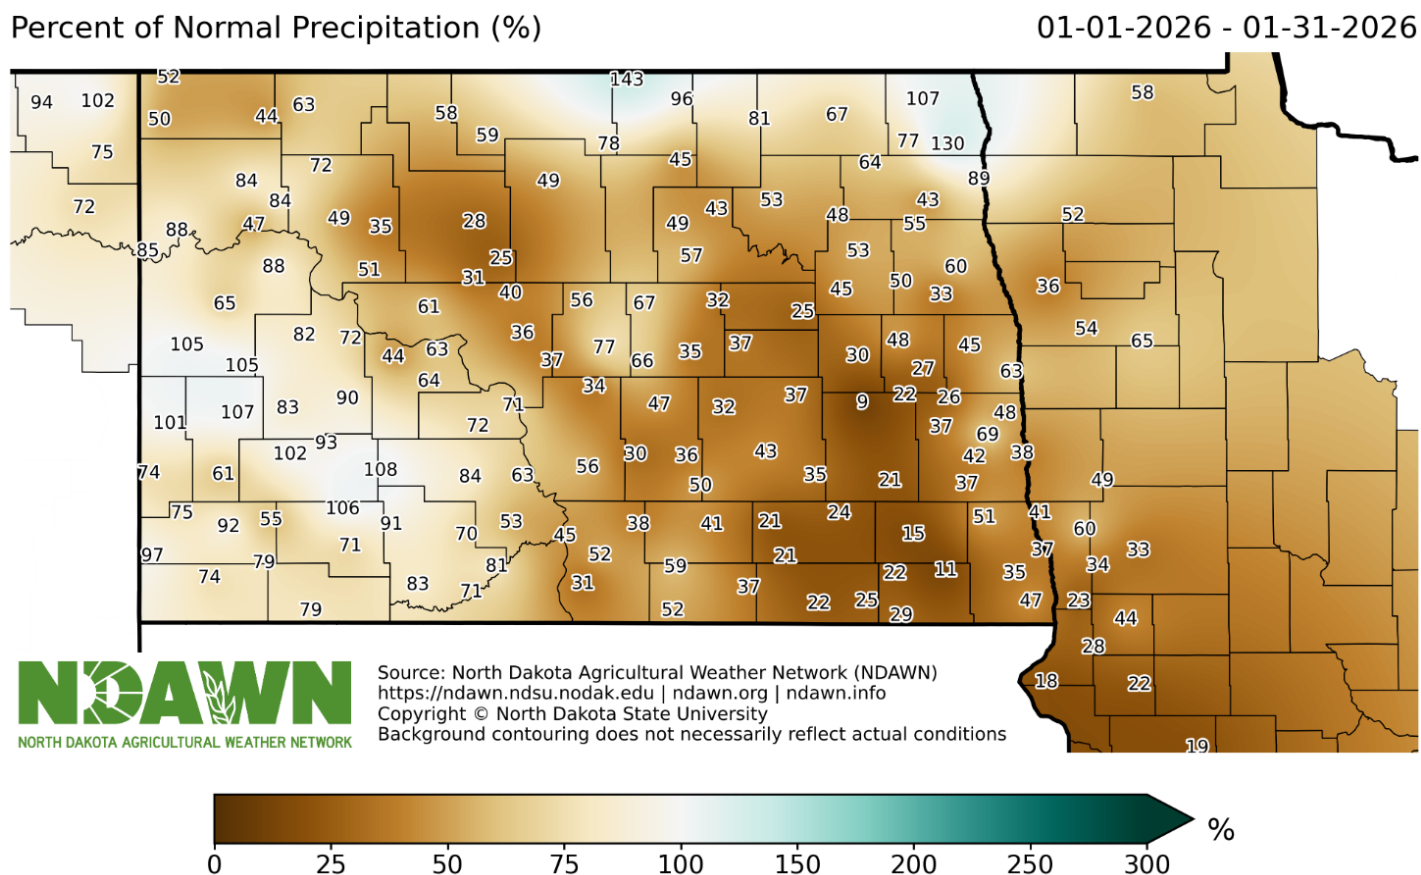 Percent of Normal Precipitation (%) 01-01-2026 - 01-31-2026
52 143
94 102 63 96 107 58
50 44 58 81 67
59 78 77 130
75 72 45 64
84 49 89
72 84 53 43
88 47 49 35 28 49 43 48 55 52
85 88 51 25 57 53 60
31 36
65 61 40 56 67 32 25 45 50 33
105 82 72 36 77 35 37 48 45 54 65
105 44 63 37 66 30 27 63
64 34
83 90 71 47 32 37 9 22 26 48
101 107 72 37 69
102 93 56 30 36 43 42 38
74 61 108 84 63 50 35 21 37 49
75 106 24 51 41
92 55 91 70 53 45 38 41 21 15 60
97 71 52 21 37 33
74 79 83 71 81 31 59 37 22 11 35 34
79 52 22 25 29 47 23
44
28
18 22
19
NDAWN
NORTH DAKOTA AGRICULTURAL WEATHER NETWORK
Source: North Dakota Agricultural Weather Network (NDAWN)
https://ndawn.ndsu.nodak.edu | ndawn.org | ndawn.info
Copyright © North Dakota State University
Background contouring does not necessarily reflect actual conditions
0 25 50 75 100 150 200 250 300 %